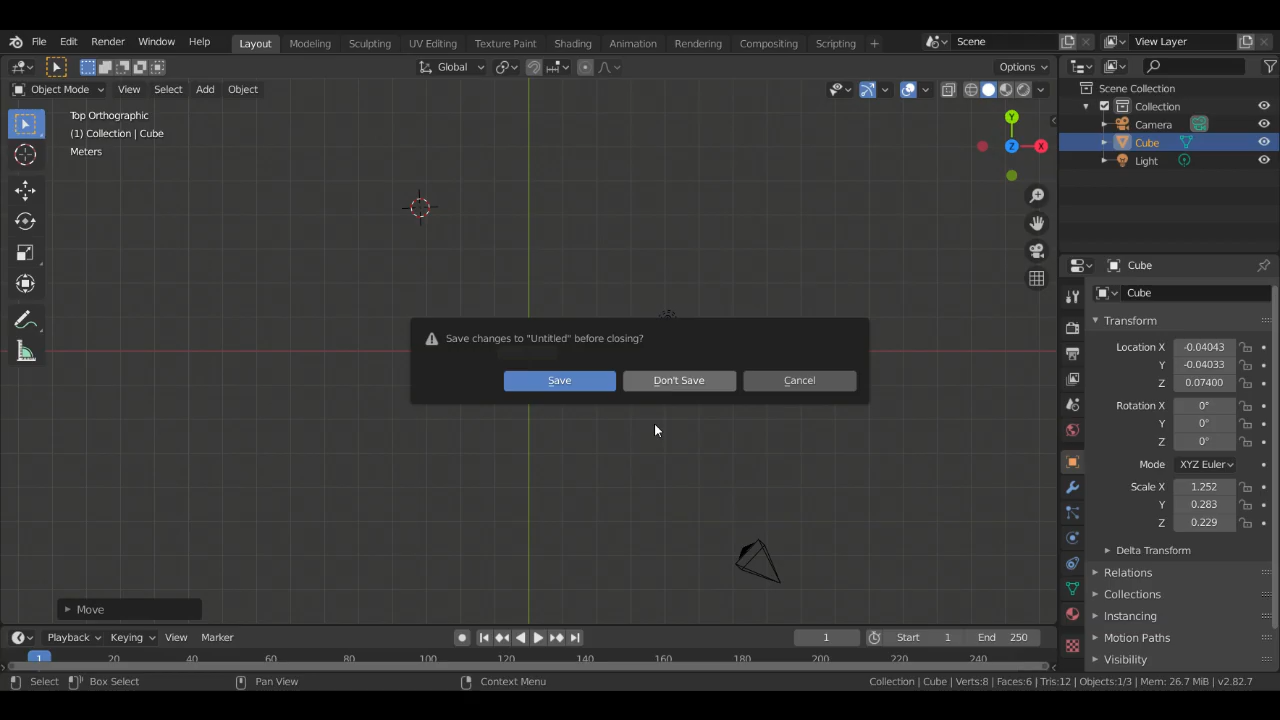 File Edit Render Window Help Layout Modeling Sculpting UV Editing Texture Paint Shading Animation Rendering Compositing Scripting + Scene View Layer
Global Options
Object Mode View Select Add Object
Top Orthographic
(1) Collection | Cube
Meters
Y
Z
X
Scene Collection
Collection
Camera
Cube
Light
Cube
Cube
Transform
Location X -0.04043
Y -0.04033
Z 0.07400
Rotation X 0°
Y 0°
Z 0°
Mode XYZ Euler
Scale X 1.252
Y 0.283
Z 0.229
Delta Transform
Relations
Collections
Instancing
Motion Paths
Visibility
Save changes to "Untitled" before closing?
Save Don't Save Cancel
Move
Playback Keying View Marker 1 Start 1 End 250
1 20 40 60 80 100 120 140 160 180 200 220 240
Select Box Select Pan View Context Menu Collection | Cube | Verts:8 | Faces:6 | Tris:12 | Objects:1/3 | Mem: 26.7 MiB | v2.82.7